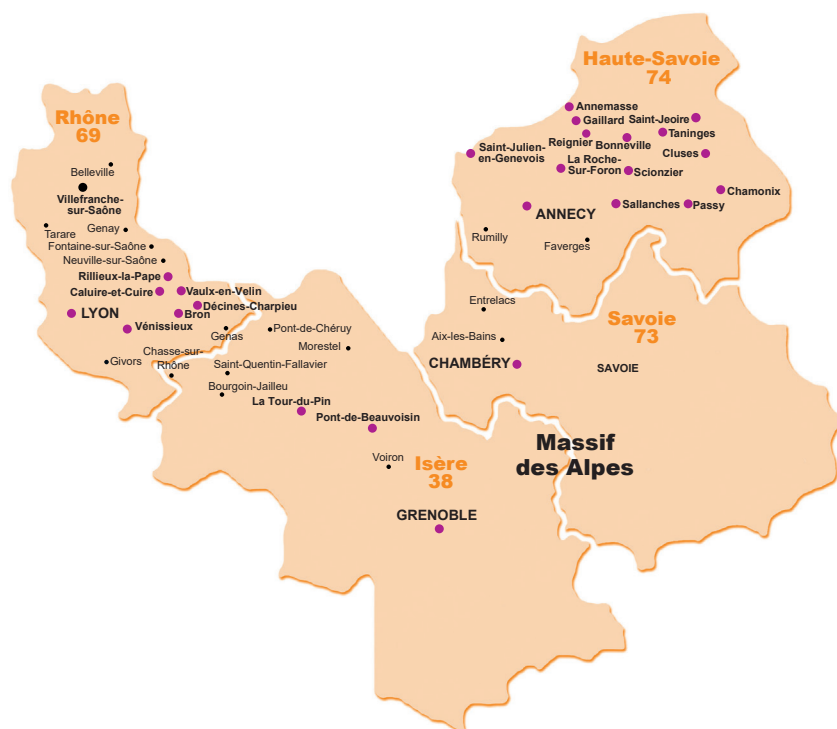 Haute-Savoie
74
Annemasse
Gaillard
Saint-Jeoire
Reignier
Bonneville
Taninges
Saint-Julien-
en-Genevois
La Roche-
Sur-Foron
Cluses
Scionzier
Chamonix
ANNECY
Sallanches
Passy
Rumilly
Faverges
Rhône
69
Belleville
Villefranche-
sur-Saône
Tarare
Genay
Fontaine-sur-Saône
Neuville-sur-Saône
Rillieux-la-Pape
Caluire-et-Cuire
Vaulx-en-Velin
Décines-Charpieu
LYON
Bron
Vénissieux
Genas
Givors
Chasse-sur-
Rhône
Pont-de-Chéruy
Morestel
Saint-Quentin-Fallavier
Bourgoin-Jailleu
La Tour-du-Pin
Pont-de-Beauvoisin
Voiron
Isère
38
GRENOBLE
Entrelacs
Aix-les-Bains
CHAMBÉRY
Savoie
73
SAVOIE
Massif
des Alpes